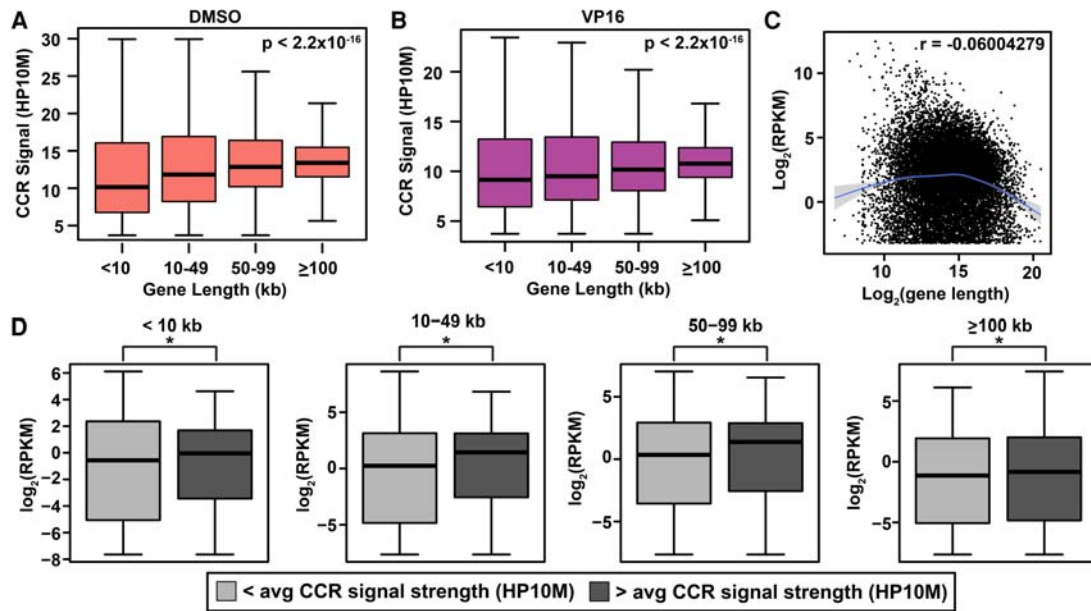 A
DMSO
p < 2.2x10-16
CCR Signal (HP10M)
30
25
20
15
10
5
<10
10-49
50-99
≥100
Gene Length (kb)
B
VP16
p < 2.2x10-16
CCR Signal (HP10M)
20
15
10
5
<10
10-49
50-99
≥100
Gene Length (kb)
C
r = -0.06004279
Log2(RPKM)
10
5
0
10
15
20
Log2(gene length)
D
< 10 kb
*
log2(RPKM)
6
4
2
0
−2
−4
−6
−8
10−49 kb
*
log2(RPKM)
5
0
−5
50−99 kb
*
log2(RPKM)
5
0
−5
≥100 kb
*
log2(RPKM)
5
0
−5
< avg CCR signal strength (HP10M)
> avg CCR signal strength (HP10M)